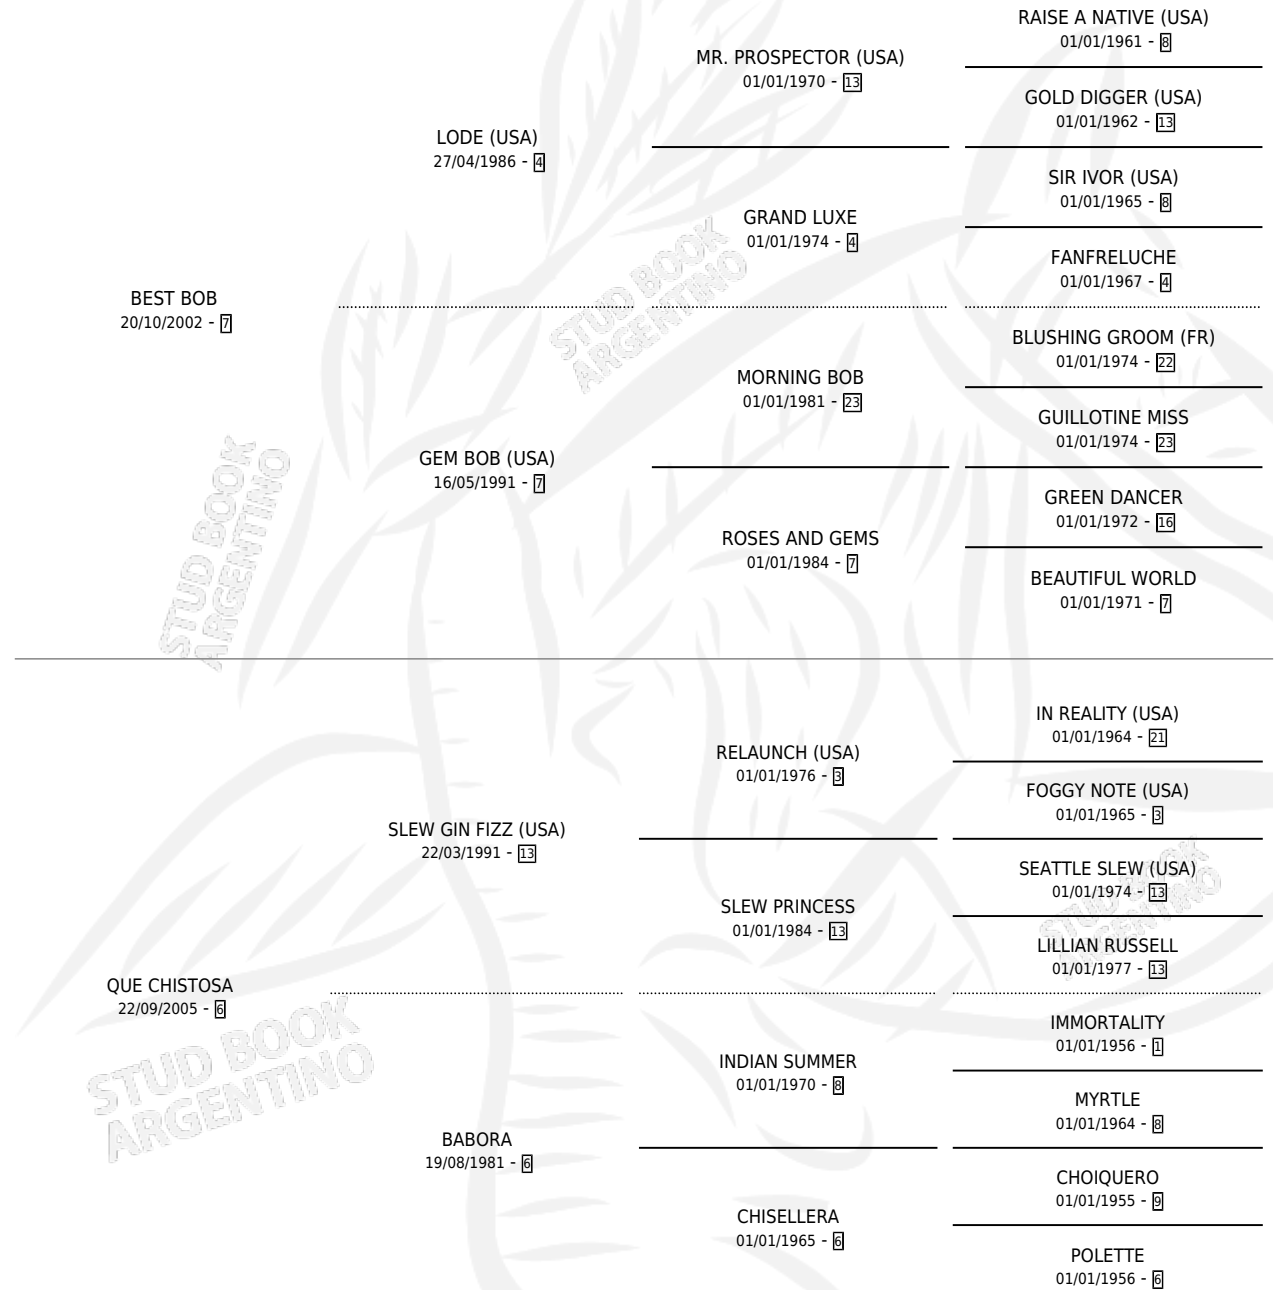 BEST BOB
20/10/2002 - 7
LODE (USA)
27/04/1986 - 4
MR. PROSPECTOR (USA)
01/01/1970 - 13
RAISE A NATIVE (USA)
01/01/1961 - 8
GOLD DIGGER (USA)
01/01/1962 - 13
GRAND LUXE
01/01/1974 - 4
SIR IVOR (USA)
01/01/1965 - 8
FANFRELUCHE
01/01/1967 - 4
GEM BOB (USA)
16/05/1991 - 7
MORNING BOB
01/01/1981 - 23
BLUSHING GROOM (FR)
01/01/1974 - 22
GUILLOTINE MISS
01/01/1974 - 23
ROSES AND GEMS
01/01/1984 - 7
GREEN DANCER
01/01/1972 - 16
BEAUTIFUL WORLD
01/01/1971 - 7
QUE CHISTOSA
22/09/2005 - 6
SLEW GIN FIZZ (USA)
22/03/1991 - 13
RELAUNCH (USA)
01/01/1976 - 3
IN REALITY (USA)
01/01/1964 - 21
FOGGY NOTE (USA)
01/01/1965 - 3
SLEW PRINCESS
01/01/1984 - 13
SEATTLE SLEW (USA)
01/01/1974 - 13
LILLIAN RUSSELL
01/01/1977 - 13
BABORA
19/08/1981 - 6
INDIAN SUMMER
01/01/1970 - 8
IMMORTALITY
01/01/1956 - 1
MYRTLE
01/01/1964 - 8
CHISELLERA
01/01/1965 - 6
CHOIQUERO
01/01/1955 - 9
POLETTE
01/01/1956 - 6
STUD BOOK
ARGENTINO
STUD BOOK
ARGENTINO
STUD BOOK
ARGENTINO
STUD BOOK
ARGENTINO